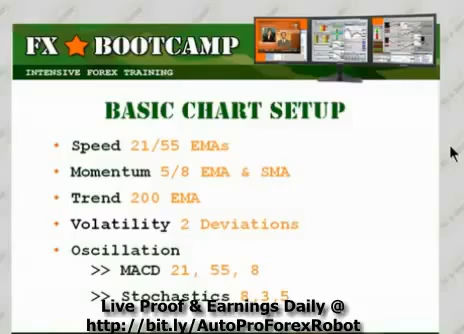 FX ★ BOOTCAMP
INTENSIVE FOREX TRAINING
BASIC CHART SETUP
• Speed 21/55 EMAs
• Momentum 5/8 EMA & SMA
• Trend 200 EMA
• Volatility 2 Deviations
• Oscillation
>> MACD 21, 55, 8
>> Stochastics 8,3,5
Live Proof & Earnings Daily @
http://bit.ly/AutoProForexRobot